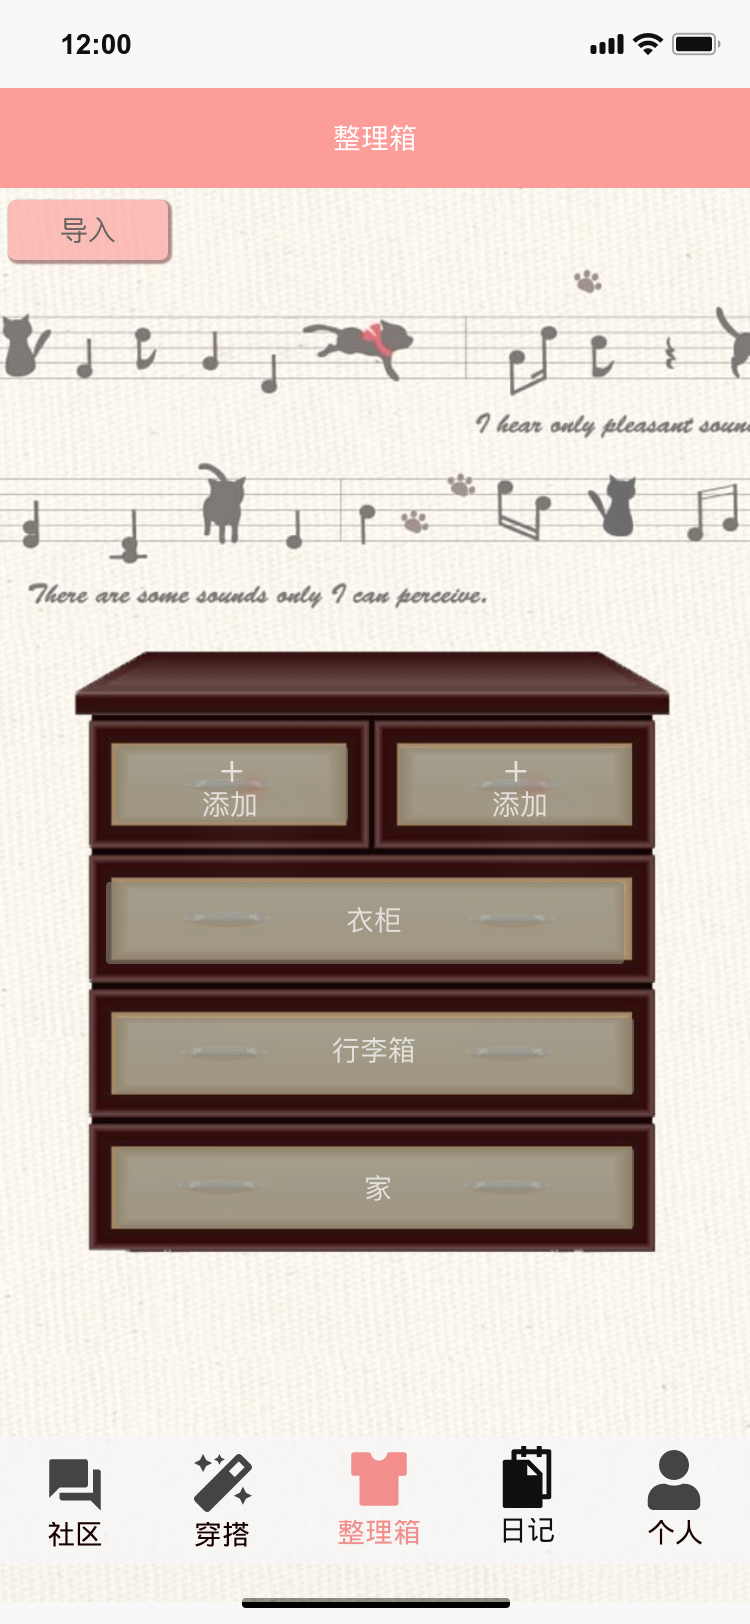 12:00
整理箱
导入
I hear only pleasant soun
There are some sounds only I can perceive.
添加
添加
衣柜
行李箱
家
社区
穿搭
整理箱
日记
个人